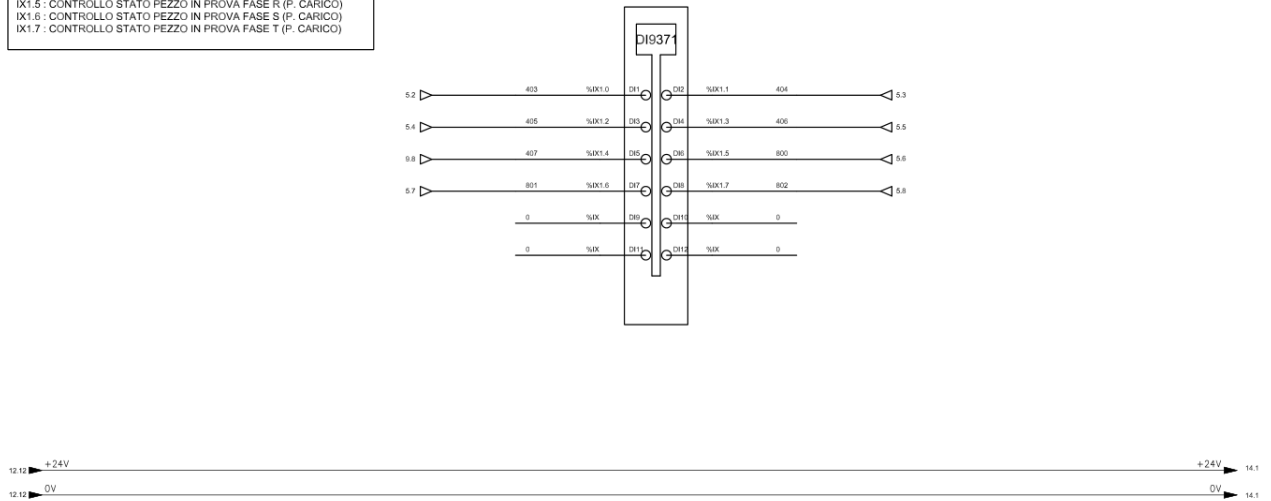 IX1.5 : CONTROLLO STATO PEZZO IN PROVA FASE R (P. CARICO)
IX1.6 : CONTROLLO STATO PEZZO IN PROVA FASE S (P. CARICO)
IX1.7 : CONTROLLO STATO PEZZO IN PROVA FASE T (P. CARICO)
DI9371
5.2 403 %IX1.0 DI1 DI2 %IX1.1 404 5.3
5.4 405 %IX1.2 DI3 DI4 %IX1.3 406 5.5
9.8 407 %IX1.4 DI5 DI6 %IX1.5 800 5.6
5.7 801 %IX1.6 DI7 DI8 %IX1.7 802 5.8
0 %IX DI9 DI10 %IX 0
0 %IX DI11 DI12 %IX 0
12.12 +24V +24V 14.1
12.12 0V 0V 14.1